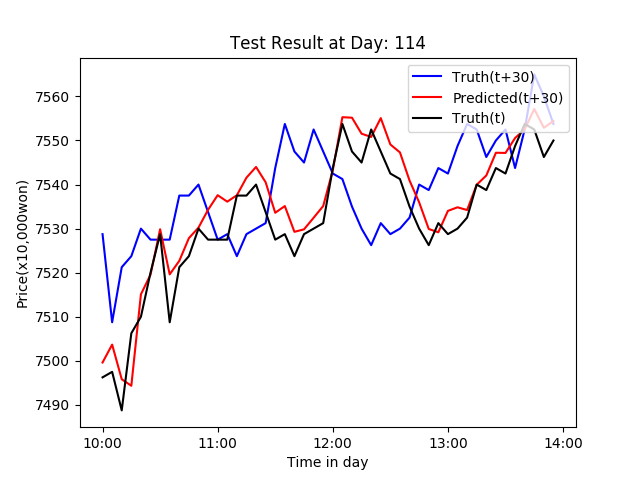 Test Result at Day: 114
Truth(t+30)
Predicted(t+30)
Truth(t)
Price(x10,000won)
7560
7550
7540
7530
7520
7510
7500
7490
10:00 11:00 12:00 13:00 14:00
Time in day